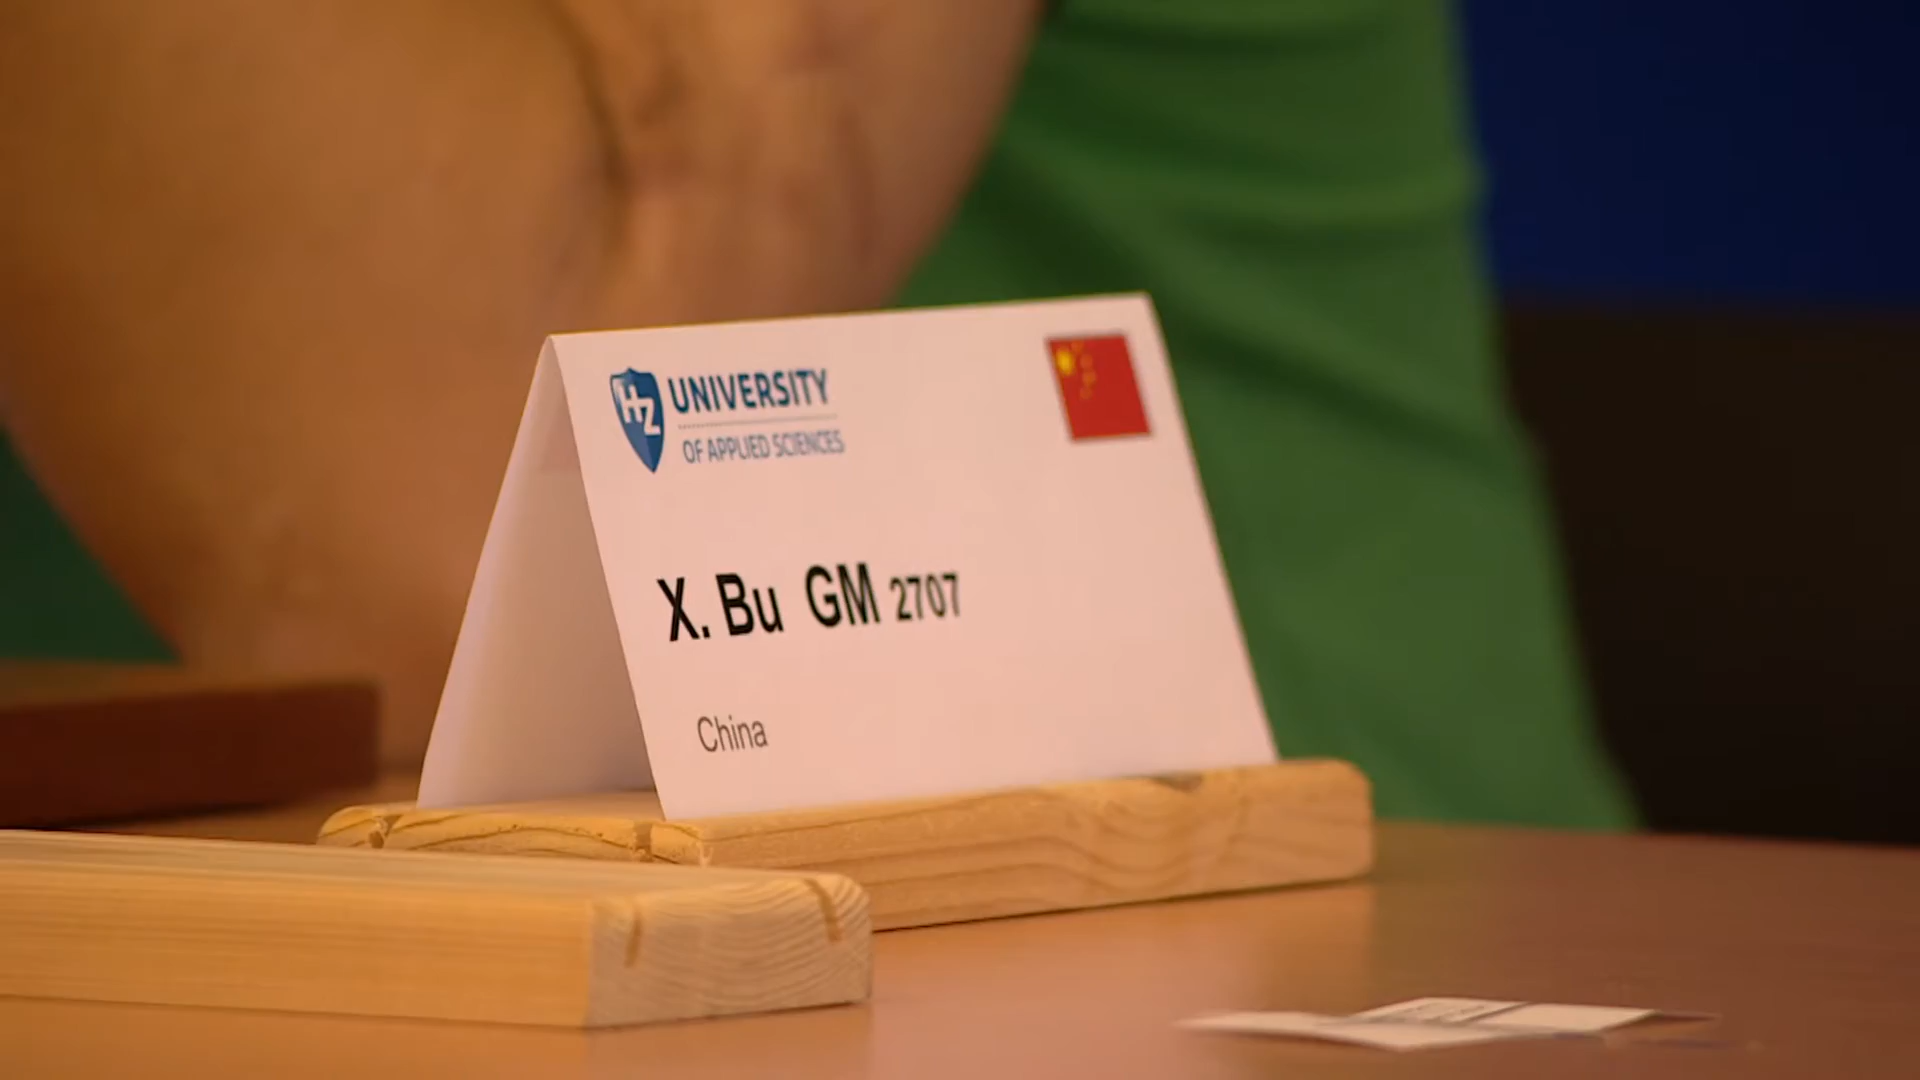 HZ UNIVERSITY
OF APPLIED SCIENCES
X. Bu GM 2707
China